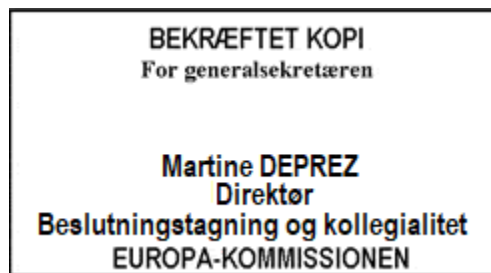 BEKRÆFTET KOPI
For generalsekretæren
Martine DEPREZ
Direktør
Beslutningstagning og kollegialitet
EUROPA-KOMMISSIONEN